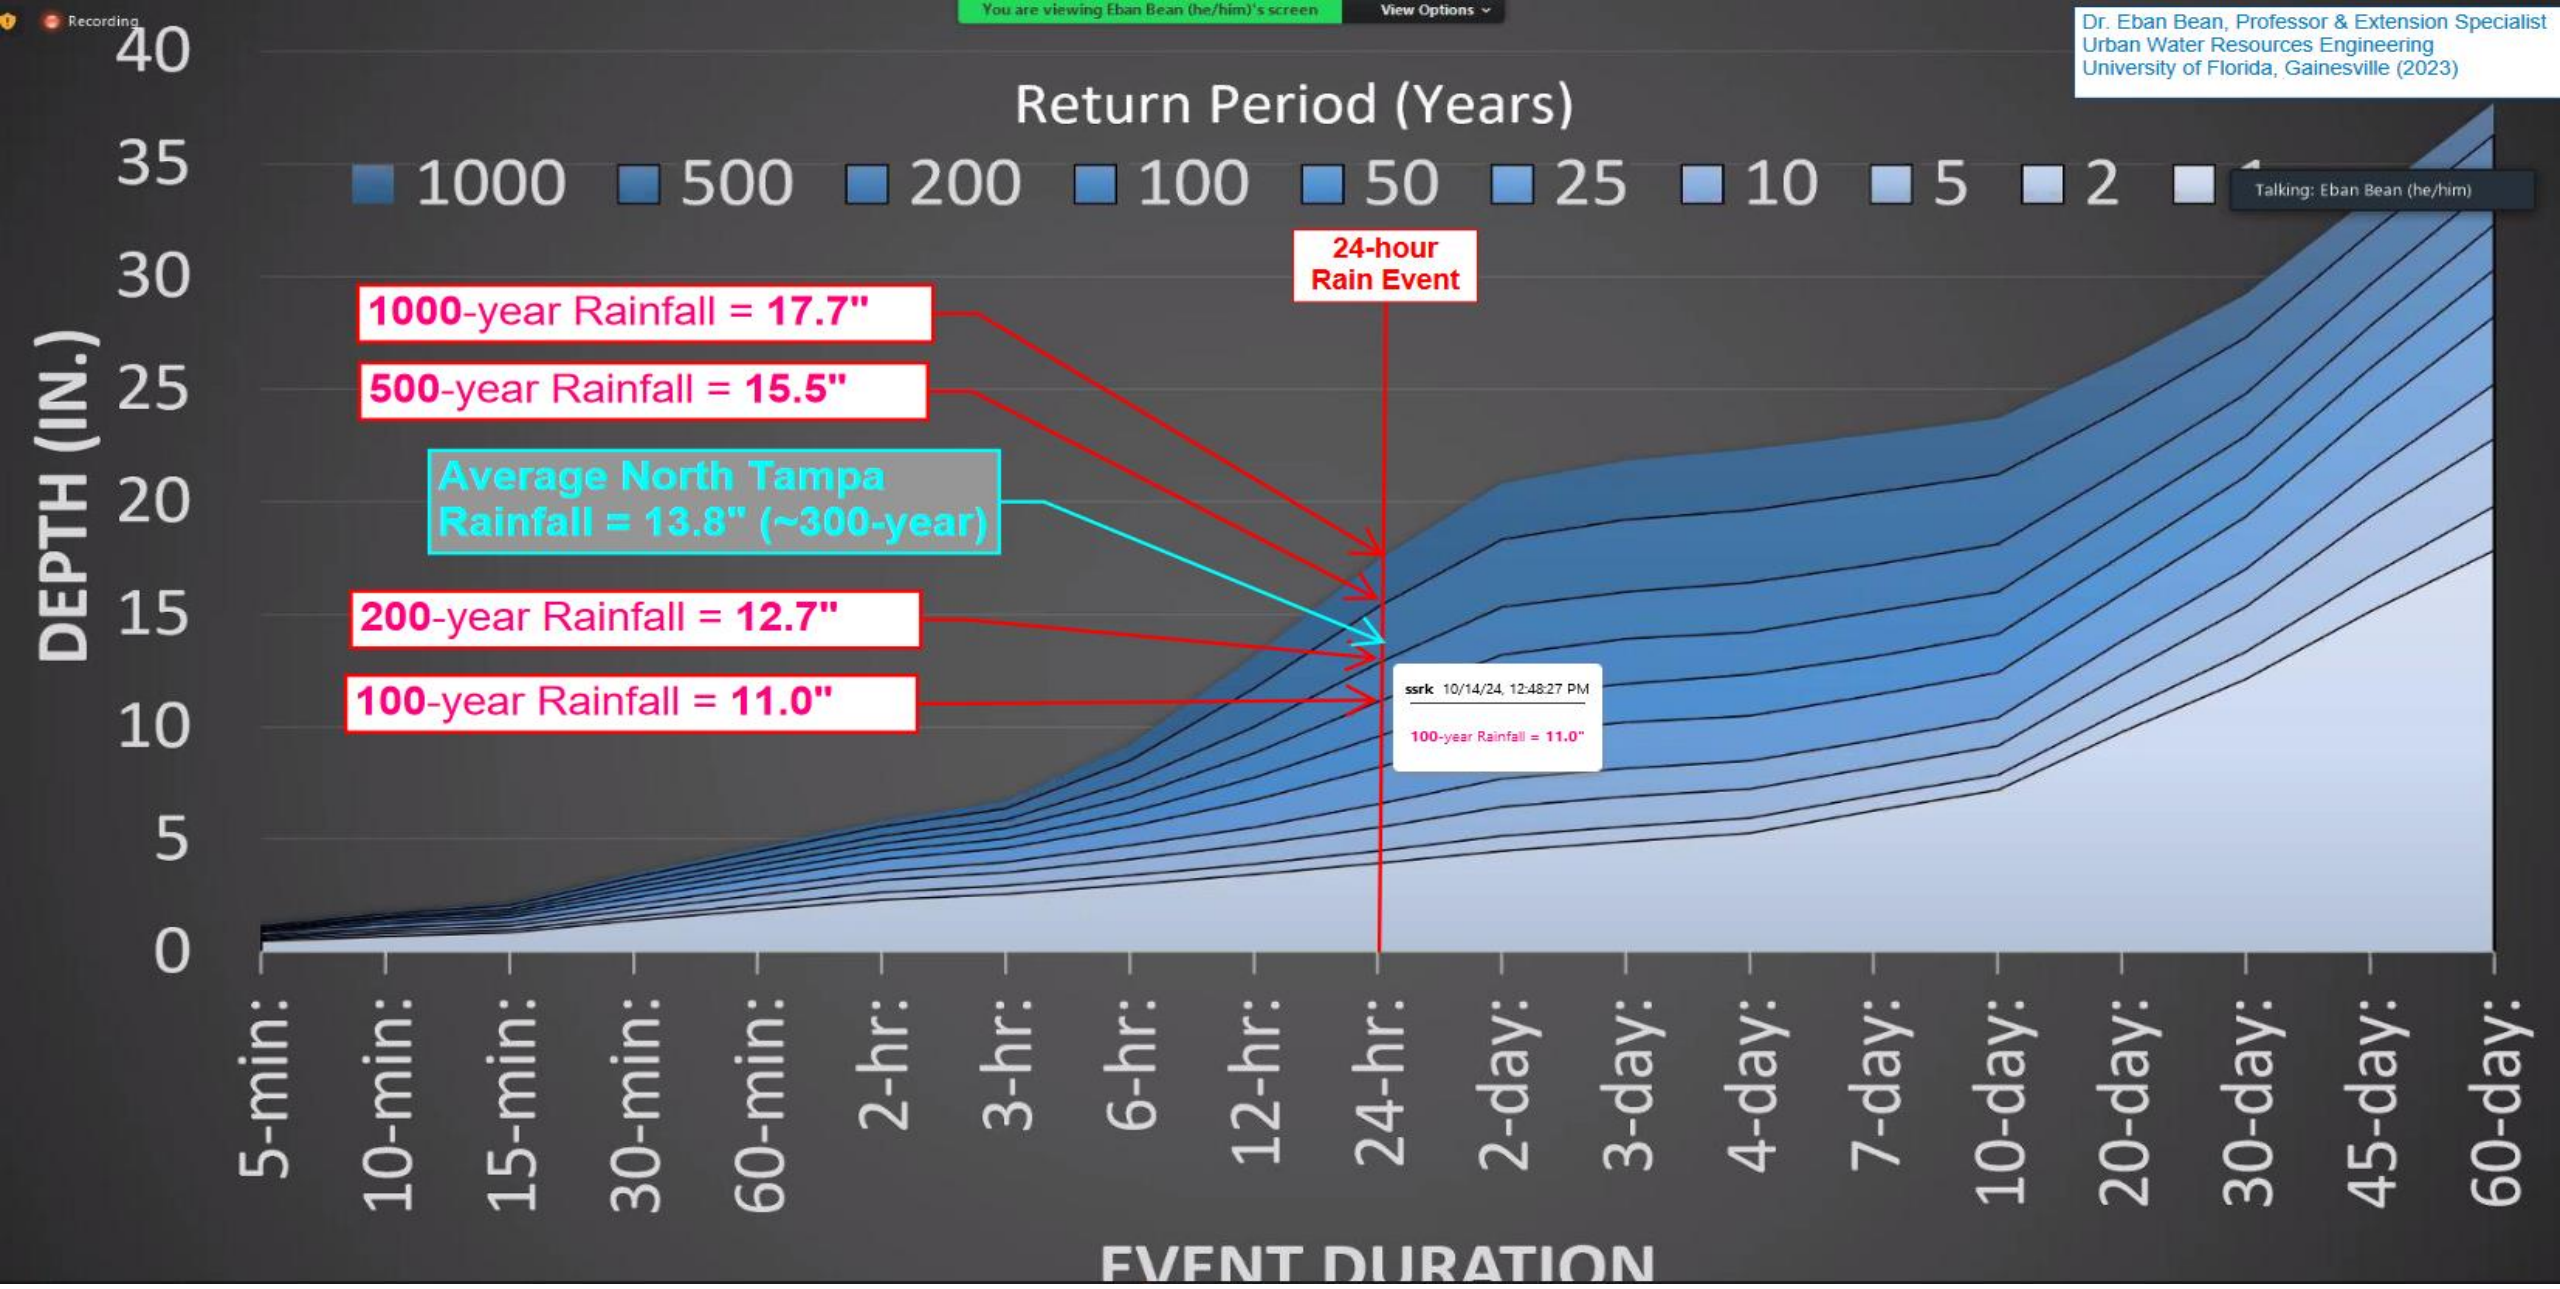 Recording
You are viewing Eban Bean (he/him)'s screen
View Options
Dr. Eban Bean, Professor & Extension Specialist
Urban Water Resources Engineering
University of Florida, Gainesville (2023)
Return Period (Years)
1000 500 200 100 50 25 10 5 2
Talking: Eban Bean (he/him)
24-hour
Rain Event
1000-year Rainfall = 17.7"
500-year Rainfall = 15.5"
Average North Tampa
Rainfall = 13.8" (~300-year)
200-year Rainfall = 12.7"
100-year Rainfall = 11.0"
ssrk 10/14/24, 12:48:27 PM
100-year Rainfall = 11.0"
DEPTH (IN.)
40
35
30
25
20
15
10
5
0
5-min:
10-min:
15-min:
30-min:
60-min:
2-hr:
3-hr:
6-hr:
12-hr:
24-hr:
2-day:
3-day:
4-day:
7-day:
10-day:
20-day:
30-day:
45-day:
60-day:
EVENT DURATION